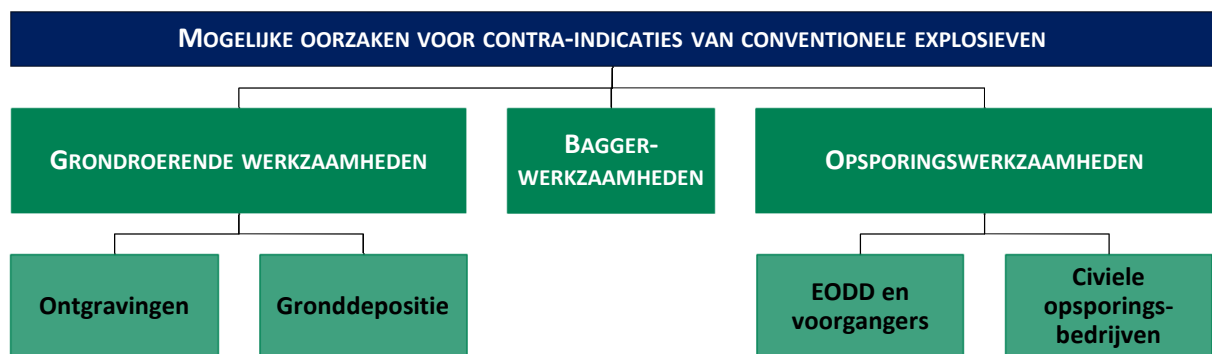 MOGELIJKE OORZAKEN VOOR CONTRA-INDICATIES VAN CONVENTIONELE EXPLOSIEVEN
GRONDROERENDE WERKZAAMHEDEN
BAGGER-
WERKZAAMHEDEN
OPSPORINGSWERKZAAMHEDEN
Ontgravingen
Gronddepositie
EODD en
voorgangers
Civiele
opsporings-
bedrijven